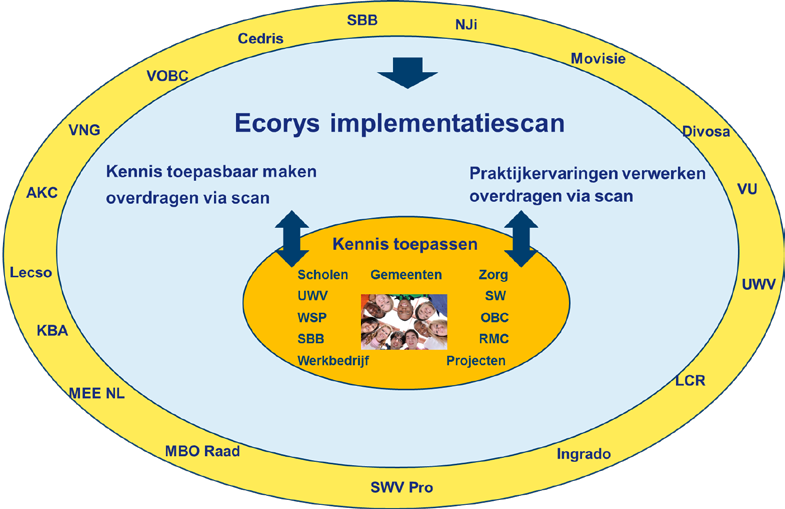 SBB
NJi
Cedris
Movisie
VOBC
VNG
Divosa
AKC
VU
Lecso
UWV
KBA
LCR
MEE NL
MBO Raad
Ingrado
SWV Pro
Ecorys implementatiescan
Kennis toepasbaar maken
overdragen via scan
Praktijkervaringen verwerken
overdragen via scan
Kennis toepassen
Scholen Gemeenten Zorg
UWV SW
WSP OBC
SBB RMC
Werkbedrijf Projecten